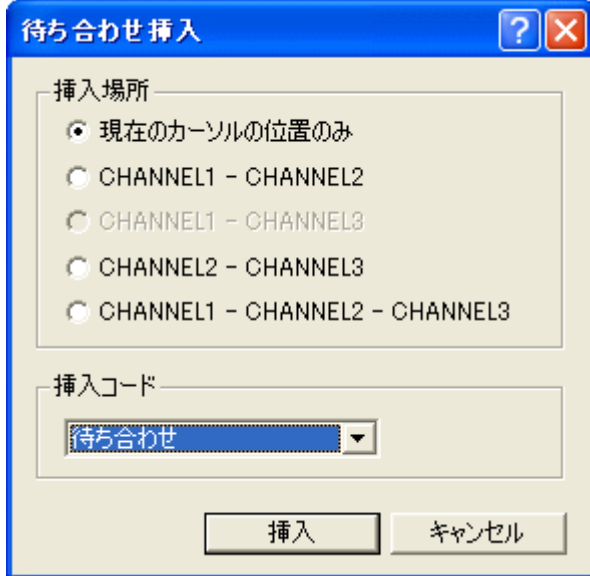 待ち合わせ挿入
挿入場所
現在のカーソルの位置のみ
CHANNEL1 - CHANNEL2
CHANNEL1 - CHANNEL3
CHANNEL2 - CHANNEL3
CHANNEL1 - CHANNEL2 - CHANNEL3
挿入コード
待ち合わせ
挿入 キャンセル